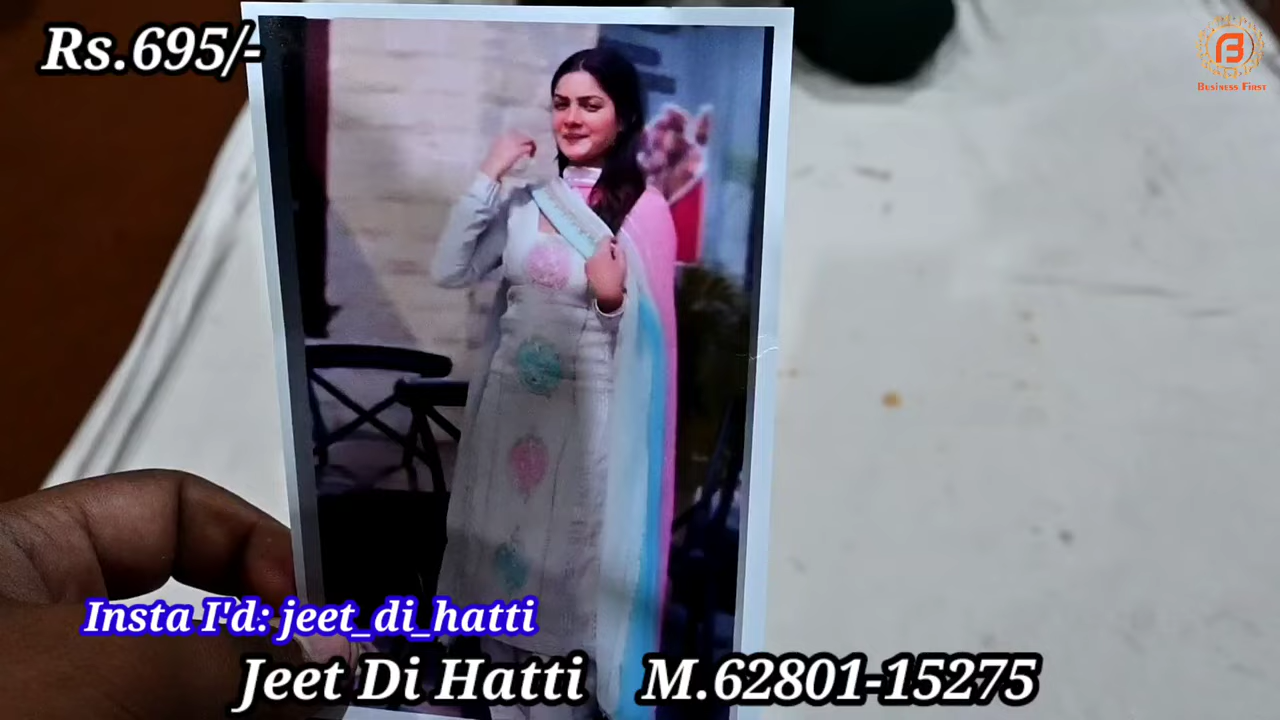 Rs.695/-
BUSINESS FIRST
Insta I'd: jeet_di_hatti
Jeet Di Hatti M.62801-15275